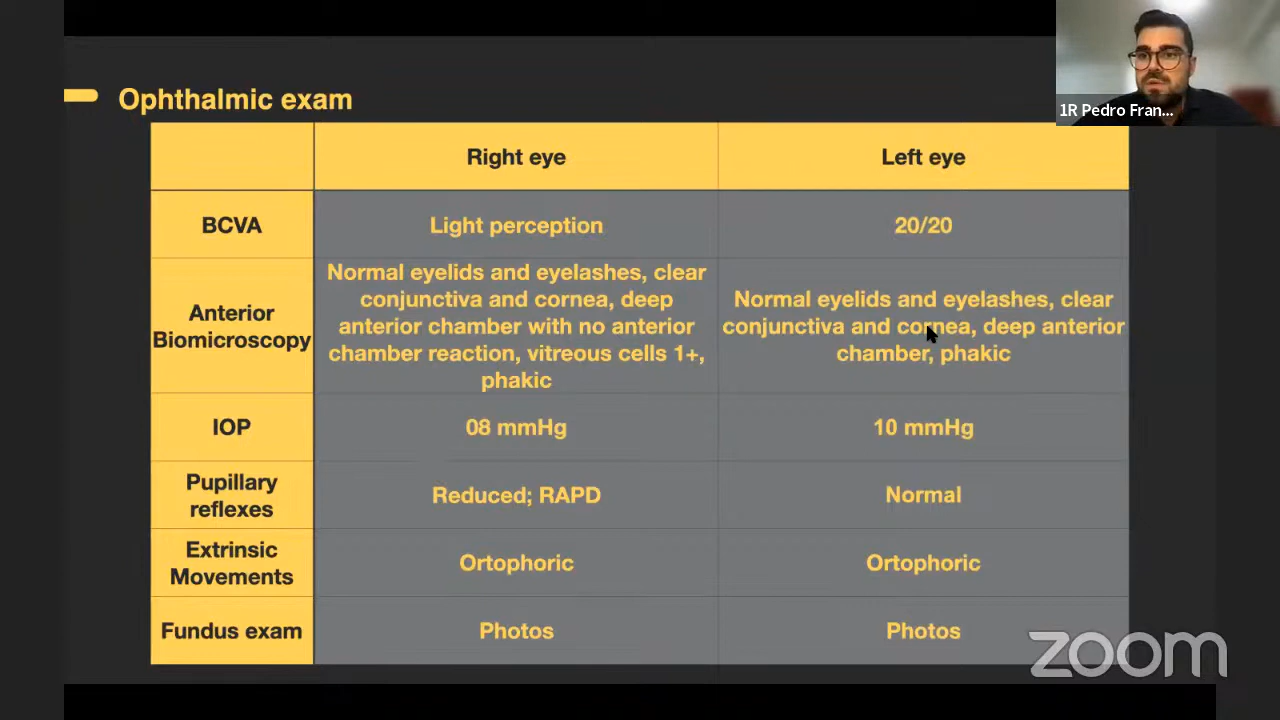 Ophthalmic exam
1R Pedro Fran...
Right eye
Left eye
BCVA
Light perception
20/20
Anterior
Biomicroscopy
Normal eyelids and eyelashes, clear
conjunctiva and cornea, deep
anterior chamber with no anterior
chamber reaction, vitreous cells 1+,
phakic
Normal eyelids and eyelashes, clear
conjunctiva and cornea, deep anterior
chamber, phakic
IOP
08 mmHg
10 mmHg
Pupillary
reflexes
Reduced; RAPD
Normal
Extrinsic
Movements
Ortophoric
Ortophoric
Fundus exam
Photos
Photos
zoom